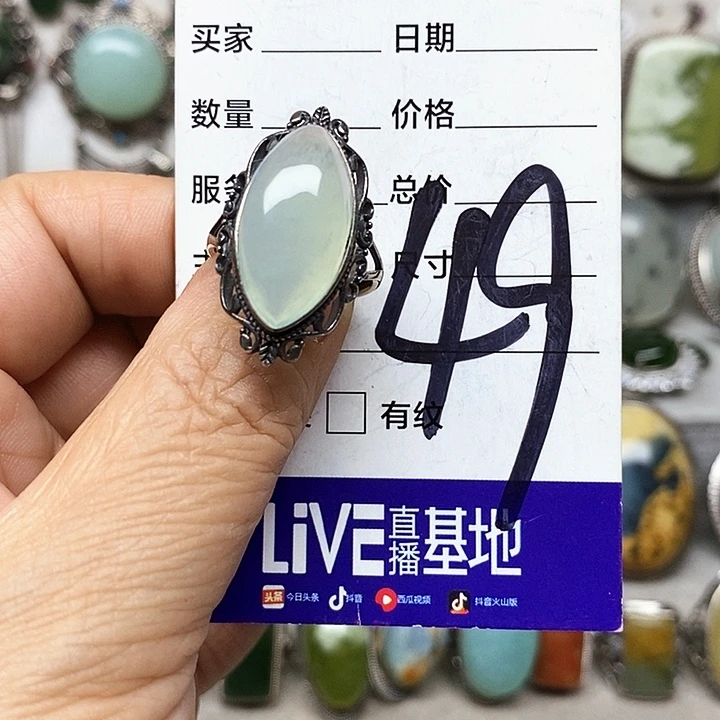 买家 日期
数量 价格
总价
尺寸
49
有纹
LiVE直播基地
头条 今日头条 抖音 西瓜视频 抖音火山版